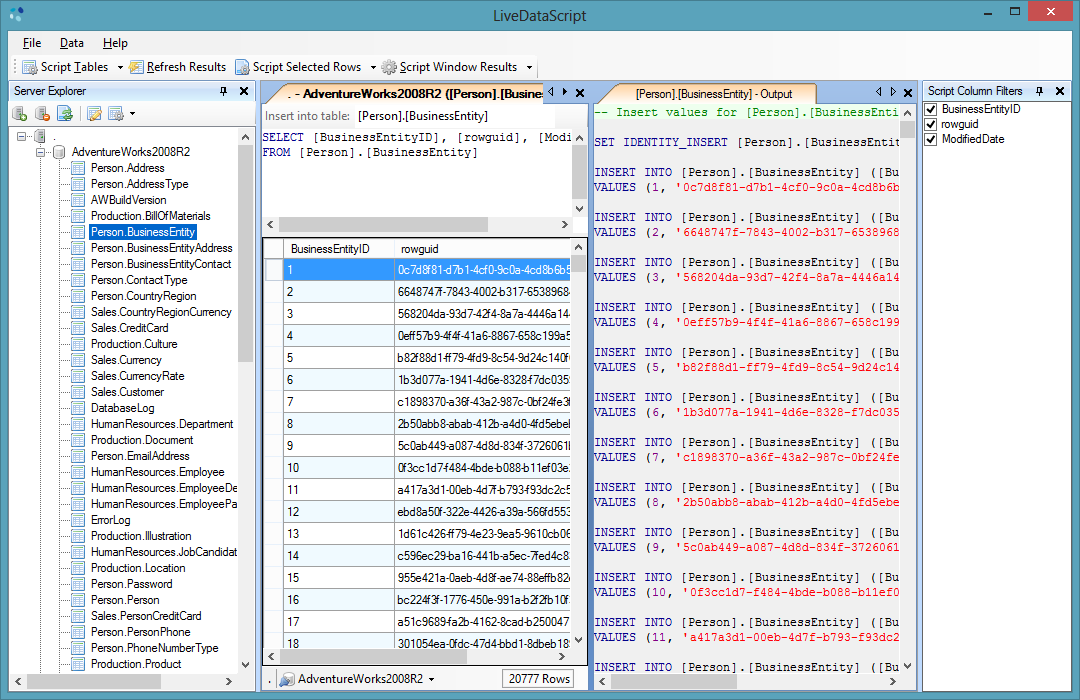 LiveDataScript
File Data Help
Script Tables Refresh Results Script Selected Rows Script Window Results
Server Explorer
.
AdventureWorks2008R2
Person.Address
Person.AddressType
AWBuildVersion
Production.BillOfMaterials
Person.BusinessEntity
Person.BusinessEntityAddress
Person.BusinessEntityContact
Person.ContactType
Person.CountryRegion
Sales.CountryRegionCurrency
Sales.CreditCard
Production.Culture
Sales.Currency
Sales.CurrencyRate
Sales.Customer
DatabaseLog
HumanResources.Department
Production.Document
Person.EmailAddress
HumanResources.Employee
HumanResources.EmployeeDe
HumanResources.EmployeePa
ErrorLog
Production.Illustration
HumanResources.JobCandidat
Production.Location
Person.Password
Person.Person
Sales.PersonCreditCard
Person.PersonPhone
Person.PhoneNumberType
Production.Product
. - AdventureWorks2008R2 ([Person].[Busines
Insert into table: [Person].[BusinessEntity]
SELECT [BusinessEntityID], [rowguid], [Modi
FROM [Person].[BusinessEntity]
BusinessEntityID rowguid
1 0c7d8f81-d7b1-4cf0-9c0a-4cd8b6b5
2 6648747f-7843-4002-b317-6538968
3 568204da-93d7-42f4-8a7a-4446a14
4 0eff57b9-4f4f-41a6-8867-658c199a5
5 b82f88d1-ff79-4fd9-8c54-9d24c140f
6 1b3d077a-1941-4d6e-8328-f7dc035
7 c1898370-a36f-43a2-987c-0bf24fe3
8 2b50abb8-abab-412b-a4d0-4fd5ebe
9 5c0ab449-a087-4d8d-834f-3726061
10 0f3cc1d7-f484-4bde-b088-b11ef03e
11 a417a3d1-00eb-4d7f-b793-f93dc2c5
12 ebd8a50f-322e-4426-a39a-566fd553
13 1d61c426-ff79-4e23-9ea5-9610cb06
14 c596ec29-ba16-441b-a5ec-7fed4c8
15 955e421a-0aeb-4d8f-ae74-88effb82
16 bc224f3f-1776-450e-991a-b2f2fb10f
17 a51c9689-fa2b-4162-8cad-b250047
18 301054ea-0fdc-47d4-bbd1-8dbeb18
. AdventureWorks2008R2 20777 Rows
[Person].[BusinessEntity] - Output
-- Insert values for [Person].[BusinessEnti
SET IDENTITY_INSERT [Person].[BusinessEntit
INSERT INTO [Person].[BusinessEntity] ([Bu
VALUES (1, '0c7d8f81-d7b1-4cf0-9c0a-4cd8b6b
INSERT INTO [Person].[BusinessEntity] ([Bu
VALUES (2, '6648747f-7843-4002-b317-6538968
INSERT INTO [Person].[BusinessEntity] ([Bu
VALUES (3, '568204da-93d7-42f4-8a7a-4446a14
INSERT INTO [Person].[BusinessEntity] ([Bu
VALUES (4, '0eff57b9-4f4f-41a6-8867-658c199
INSERT INTO [Person].[BusinessEntity] ([Bu
VALUES (5, 'b82f88d1-ff79-4fd9-8c54-9d24c14
INSERT INTO [Person].[BusinessEntity] ([Bu
VALUES (6, '1b3d077a-1941-4d6e-8328-f7dc035
INSERT INTO [Person].[BusinessEntity] ([Bu
VALUES (7, 'c1898370-a36f-43a2-987c-0bf24fe
INSERT INTO [Person].[BusinessEntity] ([Bu
VALUES (8, '2b50abb8-abab-412b-a4d0-4fd5ebe
INSERT INTO [Person].[BusinessEntity] ([Bu
VALUES (9, '5c0ab449-a087-4d8d-834f-3726061
INSERT INTO [Person].[BusinessEntity] ([Bu
VALUES (10, '0f3cc1d7-f484-4bde-b088-b11ef0
INSERT INTO [Person].[BusinessEntity] ([Bu
VALUES (11, 'a417a3d1-00eb-4d7f-b793-f93dc2
INSERT INTO [Person].[BusinessEntity] ([Bu
Script Column Filters
BusinessEntityID
rowguid
ModifiedDate